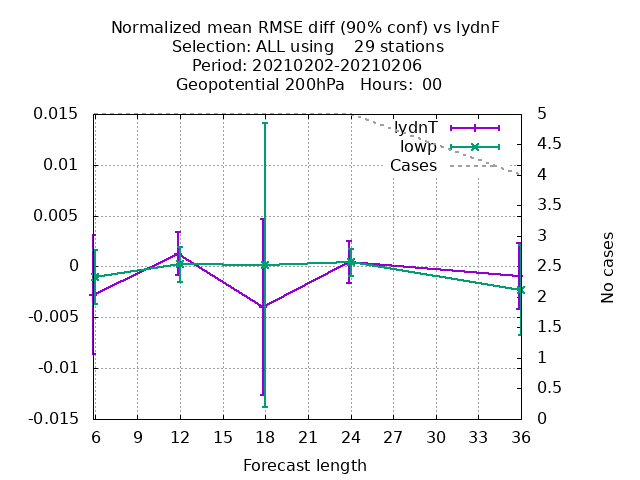 Normalized mean RMSE diff (90% conf) vs lydnF
Selection: ALL using    29 stations
Period: 20210202-20210206
Geopotential 200hPa   Hours:  00
0.015
0.01
0.005
0
-0.005
-0.01
-0.015
lydnT
lowp
Cases
5
4.5
4
3.5
3
2.5
2
1.5
1
0.5
0
No cases
6 9 12 15 18 21 24 27 30 33 36
Forecast length